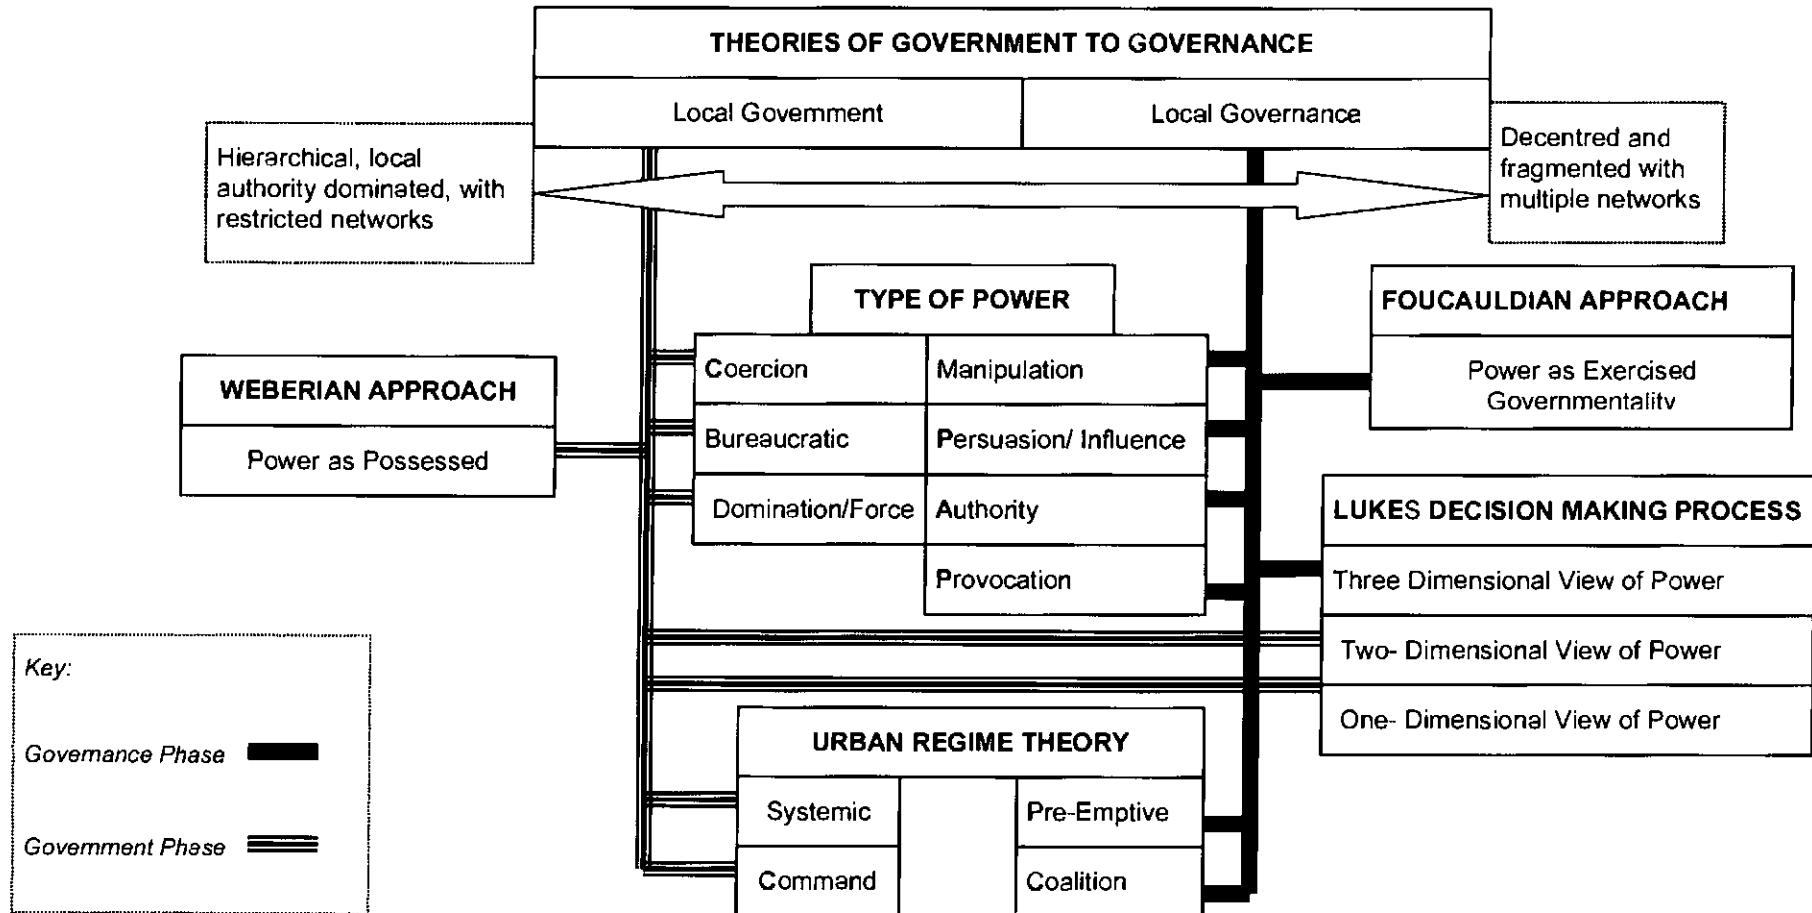 THEORIES OF GOVERNMENT TO GOVERNANCE
Local Government
Local Governance
Hierarchical, local
authority dominated, with
restricted networks
Decentred and
fragmented with
multiple networks
TYPE OF POWER
Coercion
Manipulation
Bureaucratic
Persuasion/ Influence
Domination/Force
Authority
Provocation
WEBERIAN APPROACH
Power as Possessed
FOUCAULDIAN APPROACH
Power as Exercised
Governmentality
LUKES DECISION MAKING PROCESS
Three Dimensional View of Power
Two- Dimensional View of Power
One- Dimensional View of Power
URBAN REGIME THEORY
Systemic
Pre-Emptive
Command
Coalition
Key:
Governance Phase
Government Phase